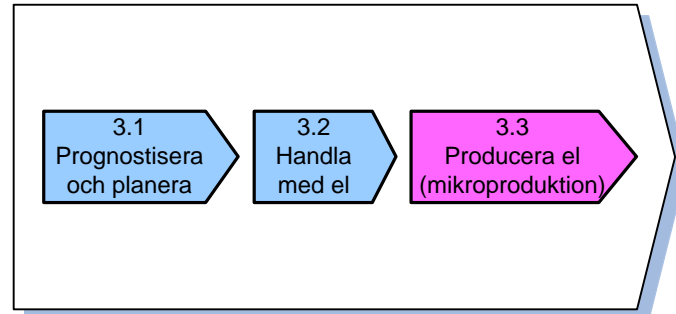 3.1
Prognostisera
och planera
3.2
Handla
med el
3.3
Producera el
(mikroproduktion)